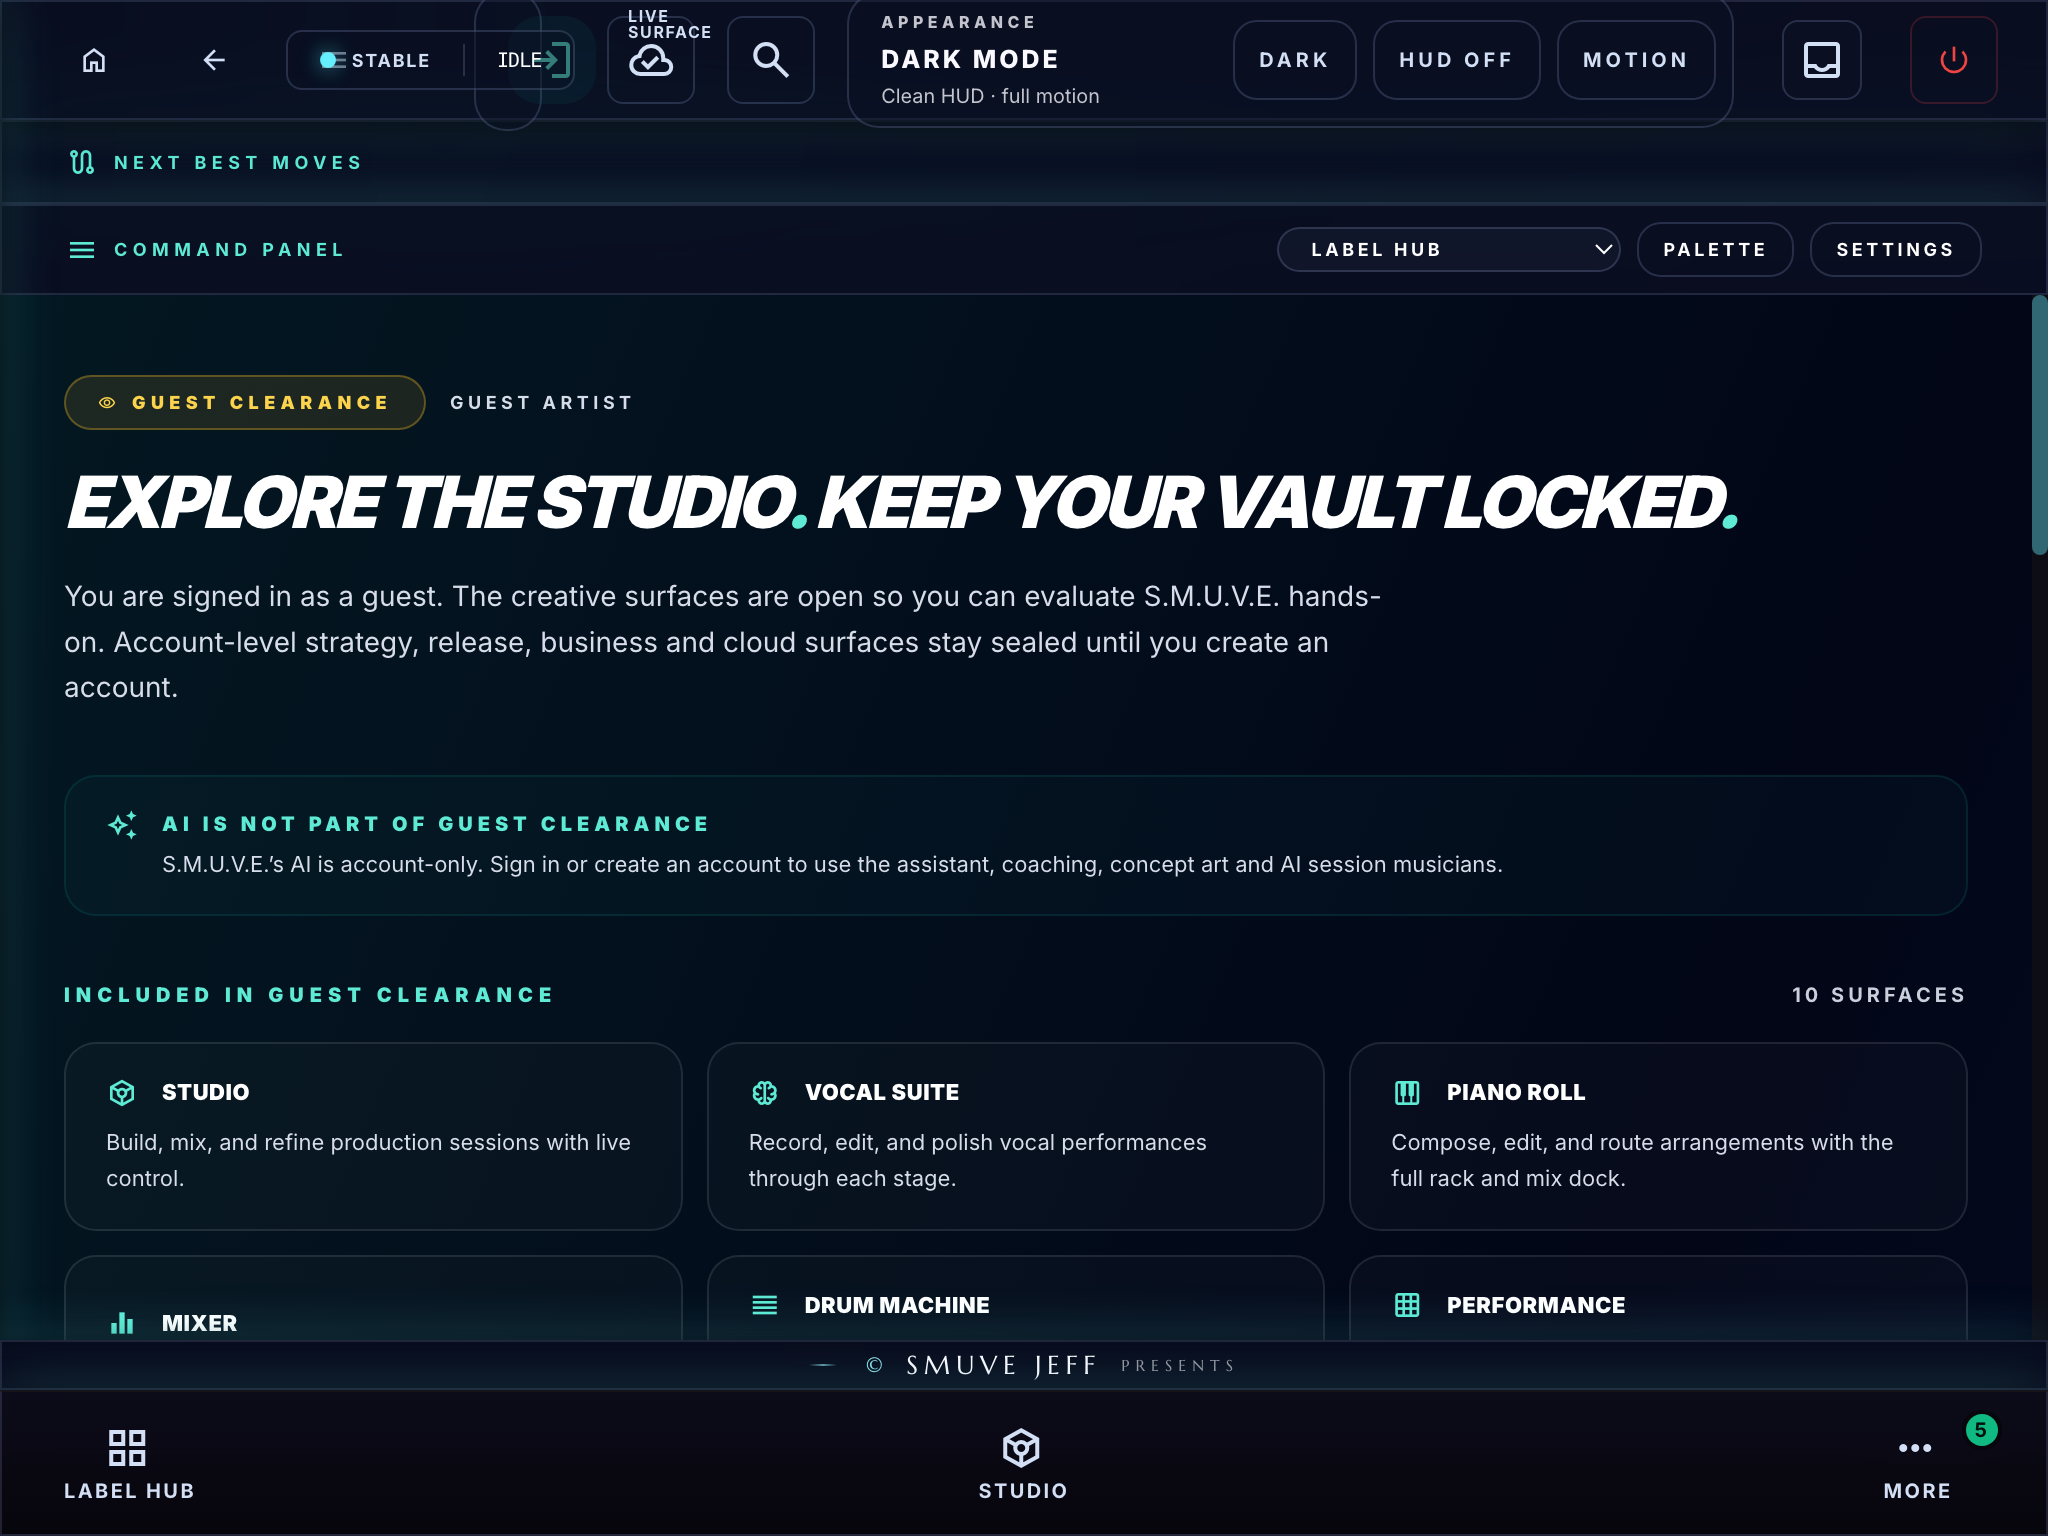 STABLE
IDLE
LIVE
SURFACE
APPEARANCE
DARK MODE
Clean HUD · full motion
DARK
HUD OFF
MOTION
NEXT BEST MOVES
COMMAND PANEL
LABEL HUB
PALETTE
SETTINGS
GUEST CLEARANCE
GUEST ARTIST
EXPLORE THE STUDIO. KEEP YOUR VAULT LOCKED.
You are signed in as a guest. The creative surfaces are open so you can evaluate S.M.U.V.E. hands-
on. Account-level strategy, release, business and cloud surfaces stay sealed until you create an
account.
AI IS NOT PART OF GUEST CLEARANCE
S.M.U.V.E.’s AI is account-only. Sign in or create an account to use the assistant, coaching, concept art and AI session musicians.
INCLUDED IN GUEST CLEARANCE
10 SURFACES
STUDIO
Build, mix, and refine production sessions with live
control.
VOCAL SUITE
Record, edit, and polish vocal performances
through each stage.
PIANO ROLL
Compose, edit, and route arrangements with the
full rack and mix dock.
MIXER
DRUM MACHINE
PERFORMANCE
© SMUVE JEFF PRESENTS
LABEL HUB
STUDIO
5
MORE